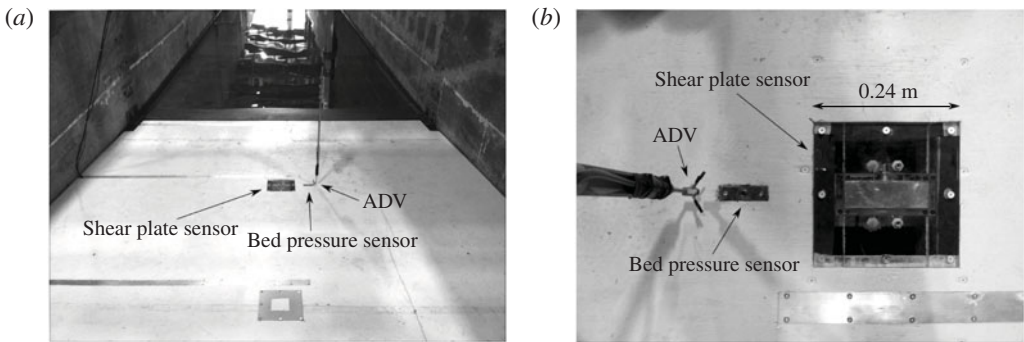 (a)
ADV
Shear plate sensor
Bed pressure sensor
(b)
Shear plate sensor
0.24 m
ADV
Bed pressure sensor